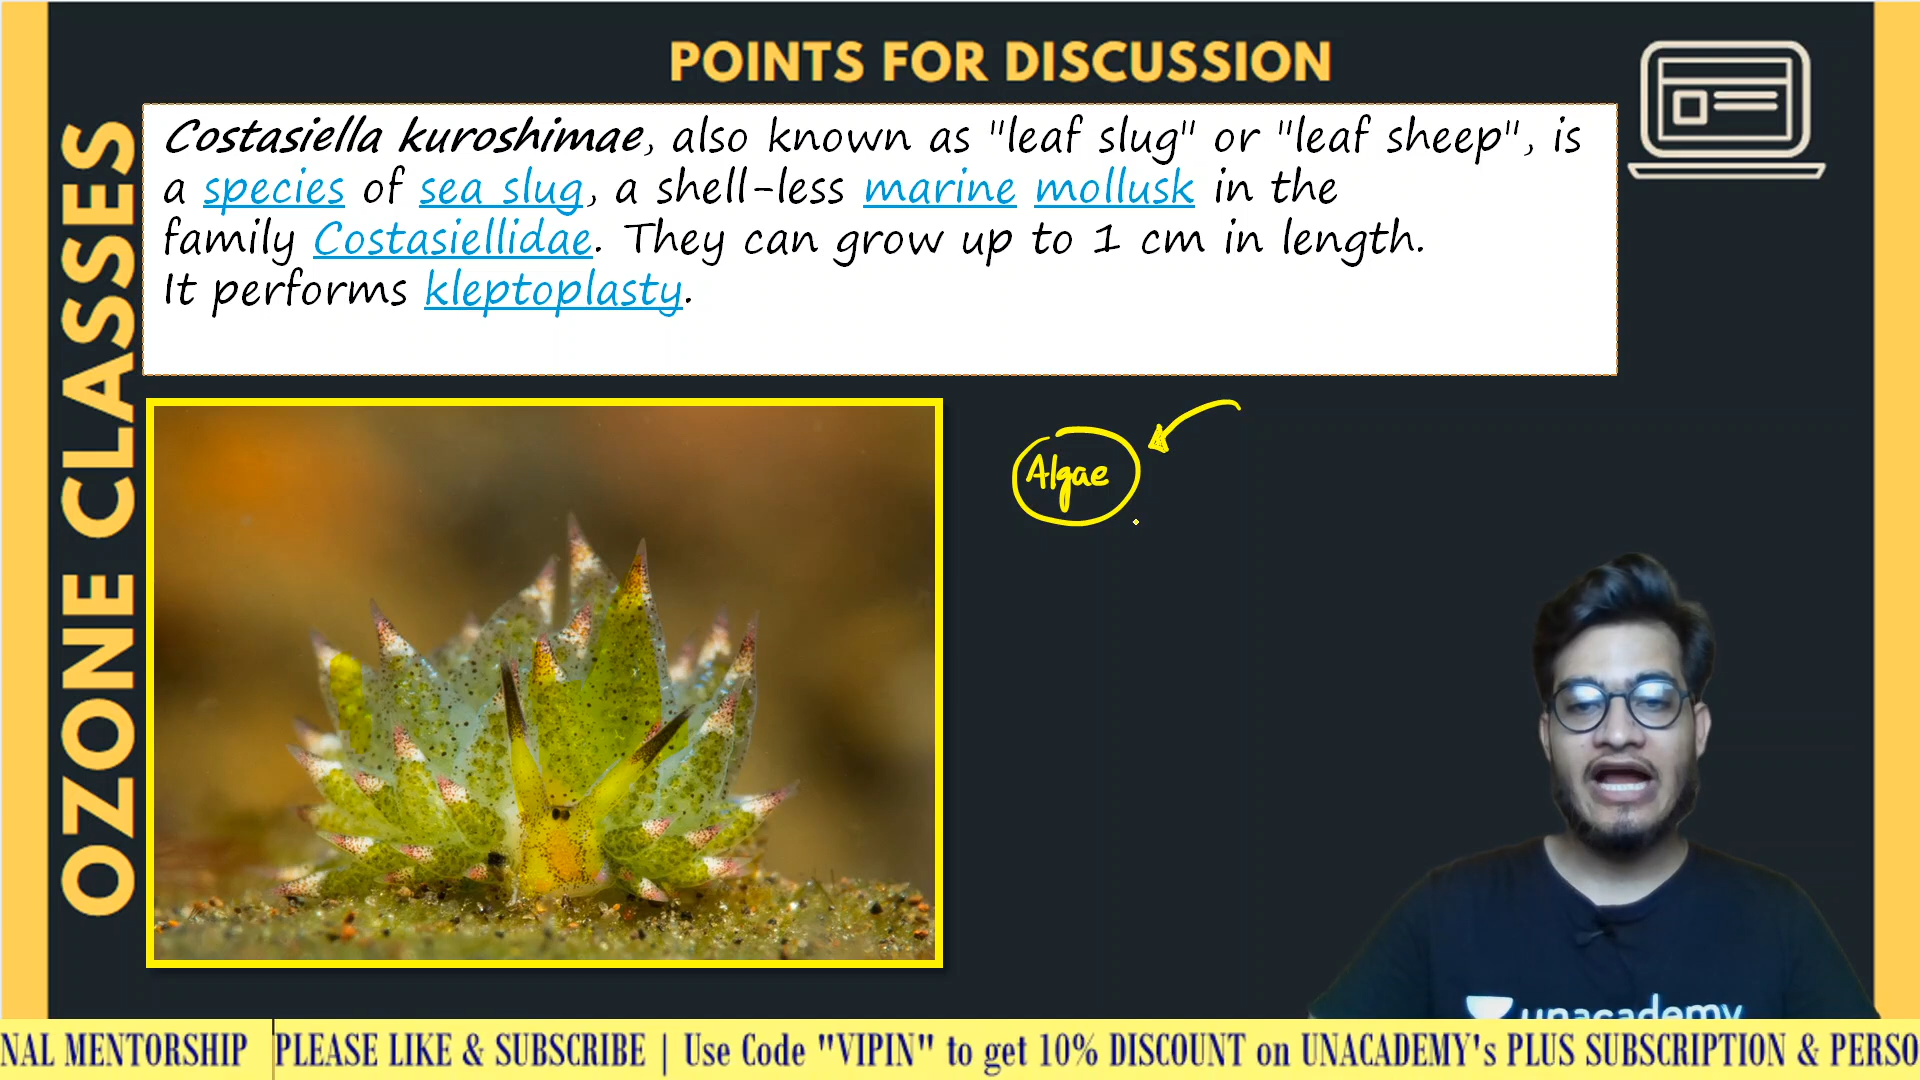 POINTS FOR DISCUSSION
OZONE CLASSES
Costasiella kuroshimae, also known as "leaf slug" or "leaf sheep", is
a species of sea slug, a shell-less marine mollusk in the
family Costasiellidae. They can grow up to 1 cm in length.
It performs kleptoplasty.
Algae
unacademy
NAL MENTORSHIP PLEASE LIKE & SUBSCRIBE | Use Code "VIPIN" to get 10% DISCOUNT on UNACADEMY's PLUS SUBSCRIPTION & PERSO